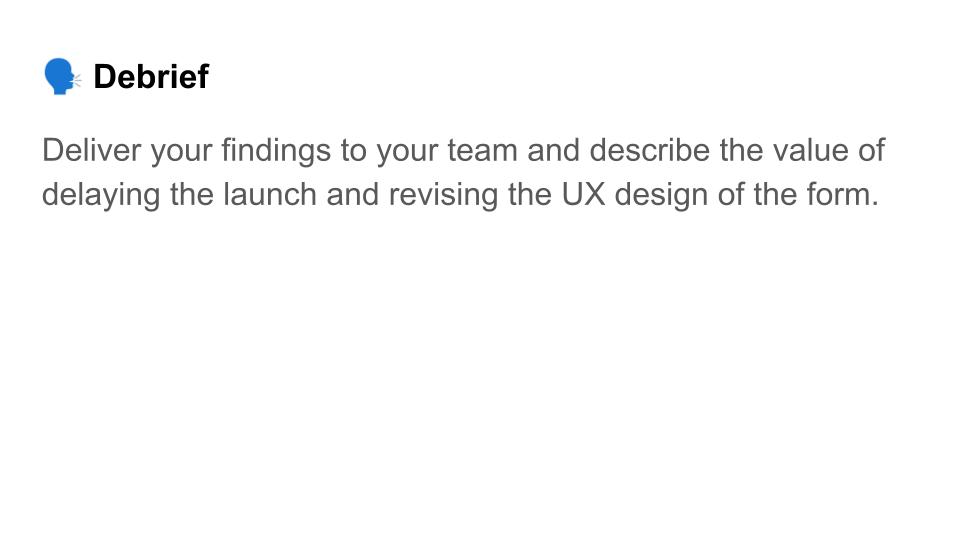 🗣️ Debrief
Deliver your findings to your team and describe the value of
delaying the launch and revising the UX design of the form.